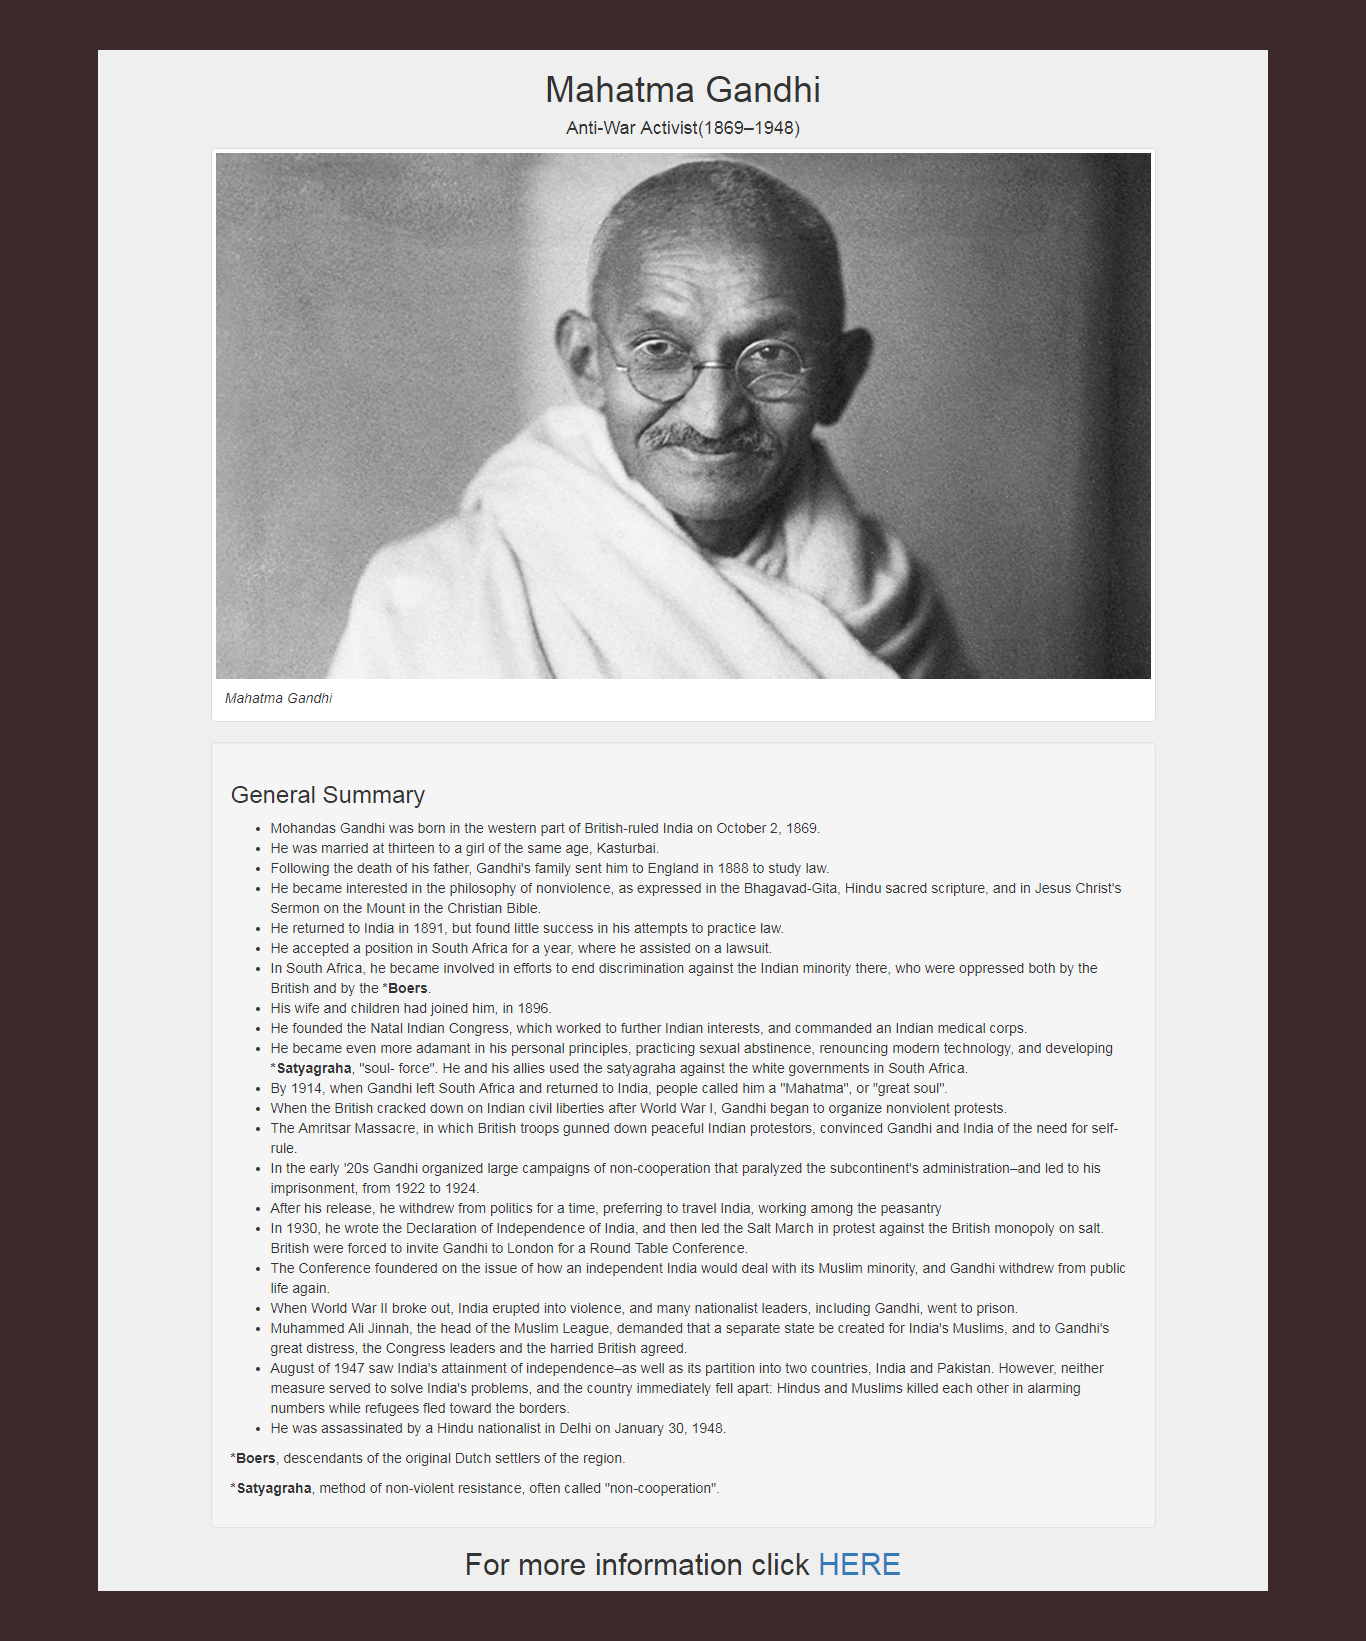 Mahatma Gandhi
Anti-War Activist(1869–1948)
Mahatma Gandhi
General Summary
• Mohandas Gandhi was born in the western part of British-ruled India on October 2, 1869.
• He was married at thirteen to a girl of the same age, Kasturbai.
• Following the death of his father, Gandhi's family sent him to England in 1888 to study law.
• He became interested in the philosophy of nonviolence, as expressed in the Bhagavad-Gita, Hindu sacred scripture, and in Jesus Christ's
Sermon on the Mount in the Christian Bible.
• He returned to India in 1891, but found little success in his attempts to practice law.
• He accepted a position in South Africa for a year, where he assisted on a lawsuit.
• In South Africa, he became involved in efforts to end discrimination against the Indian minority there, who were oppressed both by the
British and by the *Boers.
• His wife and children had joined him, in 1896.
• He founded the Natal Indian Congress, which worked to further Indian interests, and commanded an Indian medical corps.
• He became even more adamant in his personal principles, practicing sexual abstinence, renouncing modern technology, and developing
*Satyagraha, "soul- force". He and his allies used the satyagraha against the white governments in South Africa.
• By 1914, when Gandhi left South Africa and returned to India, people called him a "Mahatma", or "great soul".
• When the British cracked down on Indian civil liberties after World War I, Gandhi began to organize nonviolent protests.
• The Amritsar Massacre, in which British troops gunned down peaceful Indian protestors, convinced Gandhi and India of the need for self-
rule.
• In the early '20s Gandhi organized large campaigns of non-cooperation that paralyzed the subcontinent's administration–and led to his
imprisonment, from 1922 to 1924.
• After his release, he withdrew from politics for a time, preferring to travel India, working among the peasantry
• In 1930, he wrote the Declaration of Independence of India, and then led the Salt March in protest against the British monopoly on salt.
British were forced to invite Gandhi to London for a Round Table Conference.
• The Conference foundered on the issue of how an independent India would deal with its Muslim minority, and Gandhi withdrew from public
life again.
• When World War II broke out, India erupted into violence, and many nationalist leaders, including Gandhi, went to prison.
• Muhammed Ali Jinnah, the head of the Muslim League, demanded that a separate state be created for India's Muslims, and to Gandhi's
great distress, the Congress leaders and the harried British agreed.
• August of 1947 saw India's attainment of independence–as well as its partition into two countries, India and Pakistan. However, neither
measure served to solve India's problems, and the country immediately fell apart: Hindus and Muslims killed each other in alarming
numbers while refugees fled toward the borders.
• He was assassinated by a Hindu nationalist in Delhi on January 30, 1948.
*Boers, descendants of the original Dutch settlers of the region.
*Satyagraha, method of non-violent resistance, often called "non-cooperation".
For more information click HERE